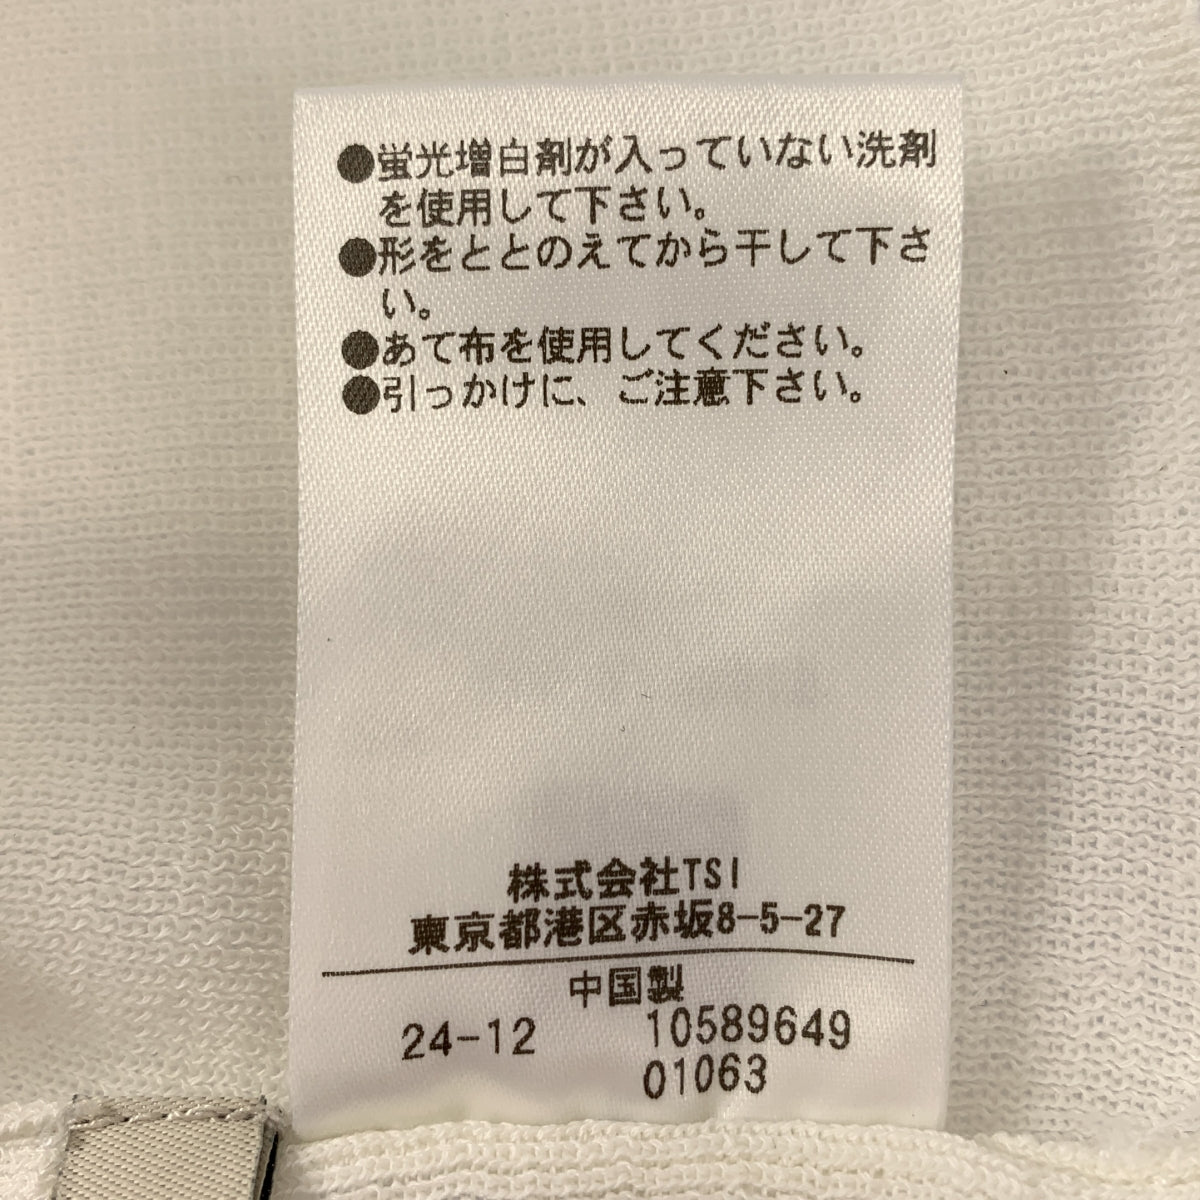 ●蛍光増白剤が入っていない洗剤
を使用して下さい。
●形をととのえてから干して下さ
い。
●あて布を使用してください。
●引っかけに、ご注意下さい。
株式会社TSI
東京都港区赤坂8-5-27
中国製
24-12 10589649
01063